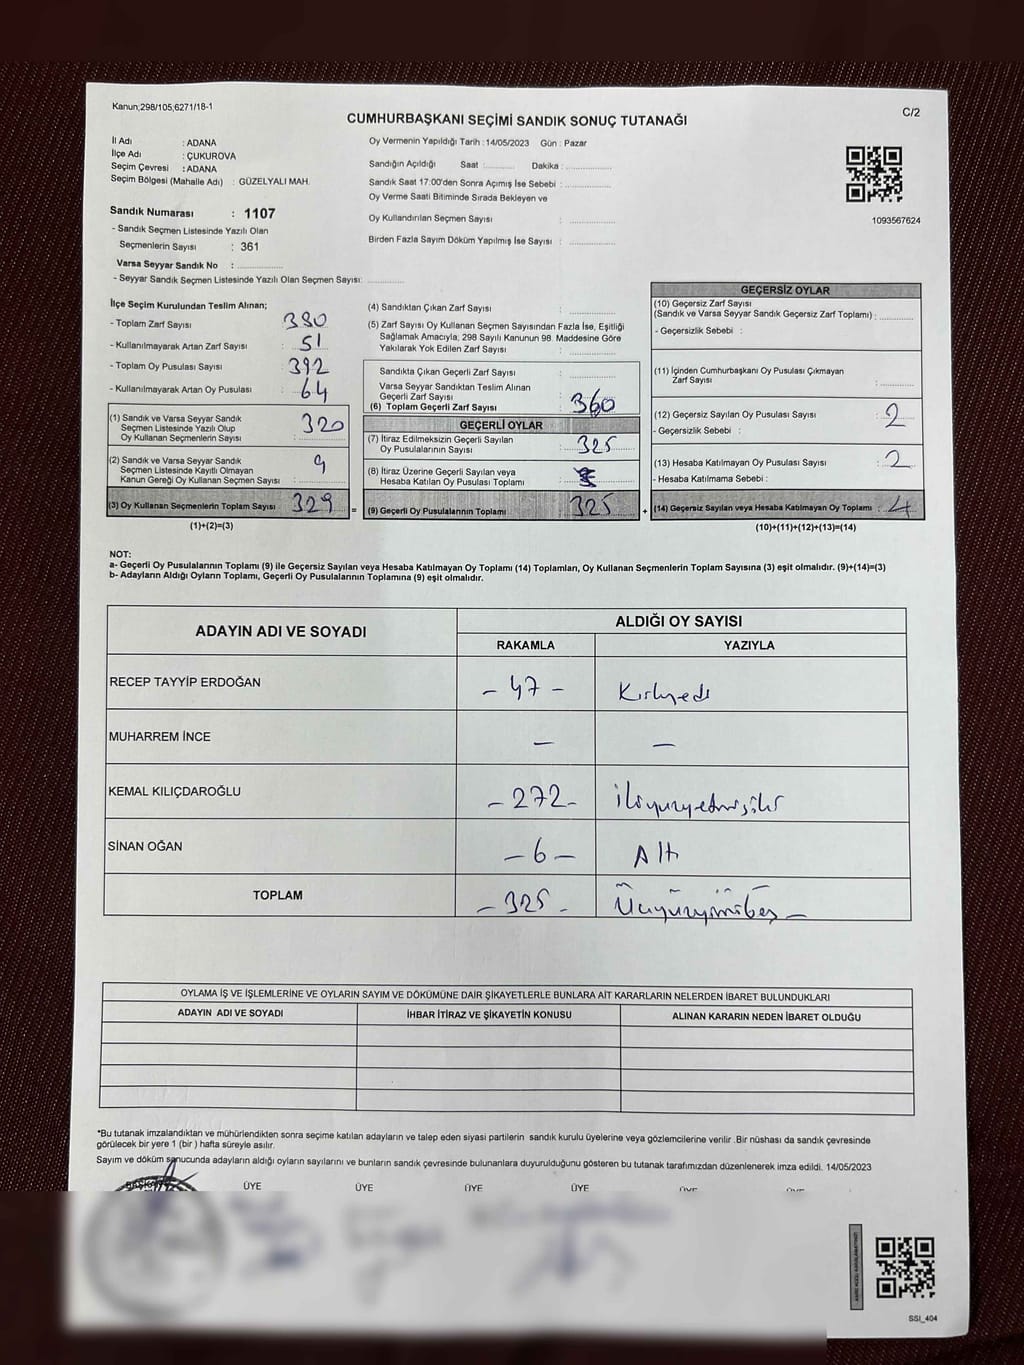 Kanun;298/105,6271/18-1
C/2
CUMHURBAŞKANI SEÇİMİ SANDIK SONUÇ TUTANAĞI
İl Adı : ADANA
İlçe Adı : ÇUKUROVA
Seçim Çevresi : ADANA
Seçim Bölgesi (Mahalle Adı) : GÜZELYALI MAH.
Oy Vermenin Yapıldığı Tarih : 14/05/2023 Gün : Pazar
Sandığın Açıldığı Saat : Dakika :
Sandık Saat 17:00'den Sonra Açımış İse Sebebi :
Oy Verme Saati Bitiminde Sırada Bekleyen ve
Oy Kullandırılan Seçmen Sayısı :
Birden Fazla Sayım Döküm Yapılmış İse Sayısı :
1093567624
Sandık Numarası : 1107
- Sandık Seçmen Listesinde Yazılı Olan
Seçmenlerin Sayısı : 361
Varsa Seyyar Sandık No :
- Seyyar Sandık Seçmen Listesinde Yazılı Olan Seçmen Sayısı:
İlçe Seçim Kurulundan Teslim Alınan;
- Toplam Zarf Sayısı : 380
- Kullanılmayarak Artan Zarf Sayısı : 51
- Toplam Oy Pusulası Sayısı : 392
- Kullanılmayarak Artan Oy Pusulası : 64
(1) Sandık ve Varsa Seyyar Sandık
Seçmen Listesinde Yazılı Olup
Oy Kullanan Seçmenlerin Sayısı : 320
(2) Sandık ve Varsa Seyyar Sandık
Seçmen Listesinde Kayıtlı Olmayan
Kanun Gereği Oy Kullanan Seçmen Sayısı : 9
(3) Oy Kullanan Seçmenlerin Toplam Sayısı : 329 =
(1)+(2)=(3)
(4) Sandıktan Çıkan Zarf Sayısı :
(5) Zarf Sayısı Oy Kullanan Seçmen Sayısından Fazla İse, Eşitliği
Sağlamak Amacıyla; 298 Sayılı Kanunun 98. Maddesine Göre
Yakılarak Yok Edilen Zarf Sayısı :
Sandıkta Çıkan Geçerli Zarf Sayısı :
Varsa Seyyar Sandıktan Teslim Alınan
Geçerli Zarf Sayısı :
(6) Toplam Geçerli Zarf Sayısı 360
GEÇERLİ OYLAR
(7) İtiraz Edilmeksizin Geçerli Sayılan
Oy Pusulalarının Sayısı : 325
(8) İtiraz Üzerine Geçerli Sayılan veya
Hesaba Katılan Oy Pusulası Toplamı :
(9) Geçerli Oy Pusulalarının Toplamı : 325 +
GEÇERSİZ OYLAR
(10) Geçersiz Zarf Sayısı
(Sandık ve Varsa Seyyar Sandık Geçersiz Zarf Toplamı) :
- Geçersizlik Sebebi :
(11) İçinden Cumhurbaşkanı Oy Pusulası Çıkmayan
Zarf Sayısı :
(12) Geçersiz Sayılan Oy Pusulası Sayısı : 2
- Geçersizlik Sebebi :
(13) Hesaba Katılmayan Oy Pusulası Sayısı : 2
- Hesaba Katılmama Sebebi :
(14) Geçersiz Sayılan veya Hesaba Katılmayan Oy Toplamı : 4
(10)+(11)+(12)+(13)=(14)
NOT:
a- Geçerli Oy Pusulalarının Toplamı (9) ile Geçersiz Sayılan veya Hesaba Katılmayan Oy Toplamı (14) Toplamları, Oy Kullanan Seçmenlerin Toplam Sayısına (3) eşit olmalıdır. (9)+(14)=(3)
b- Adayların Aldığı Oyların Toplamı, Geçerli Oy Pusulalarının Toplamına (9) eşit olmalıdır.
ADAYIN ADI VE SOYADI
ALDIĞI OY SAYISI
RAKAMLA YAZIYLA
RECEP TAYYİP ERDOĞAN - 47 - Kırkyedi
MUHARREM İNCE — —
KEMAL KILIÇDAROĞLU - 272 - ikiyüzyetmişiki
SİNAN OĞAN - 6 - Altı
TOPLAM - 325 - Üçyüzyirmibeş -
OYLAMA İŞ VE İŞLEMLERİNE VE OYLARIN SAYIM VE DÖKÜMÜNE DAİR ŞİKAYETLERLE BUNLARA AİT KARARLARIN NELERDEN İBARET BULUNDUKLARI
ADAYIN ADI VE SOYADI İHBAR İTİRAZ VE ŞİKAYETİN KONUSU ALINAN KARARIN NEDEN İBARET OLDUĞU
*Bu tutanak imzalandıktan ve mühürlendikten sonra seçime katılan adayların ve talep eden siyasi partilerin sandık kurulu üyelerine veya gözlemcilerine verilir .Bir nüshası da sandık çevresinde
görülecek bir yere 1 (bir ) hafta süreyle asılır.
Sayım ve döküm sonucunda adayların aldığı oyların sayılarını ve bunların sandık çevresinde bulunanlara duyurulduğunu gösteren bu tutanak tarafımızdan düzenlenerek imza edildi. 14/05/2023
BAŞKAN ÜYE ÜYE ÜYE ÜYE ÜYE ÜYE
SSI_404